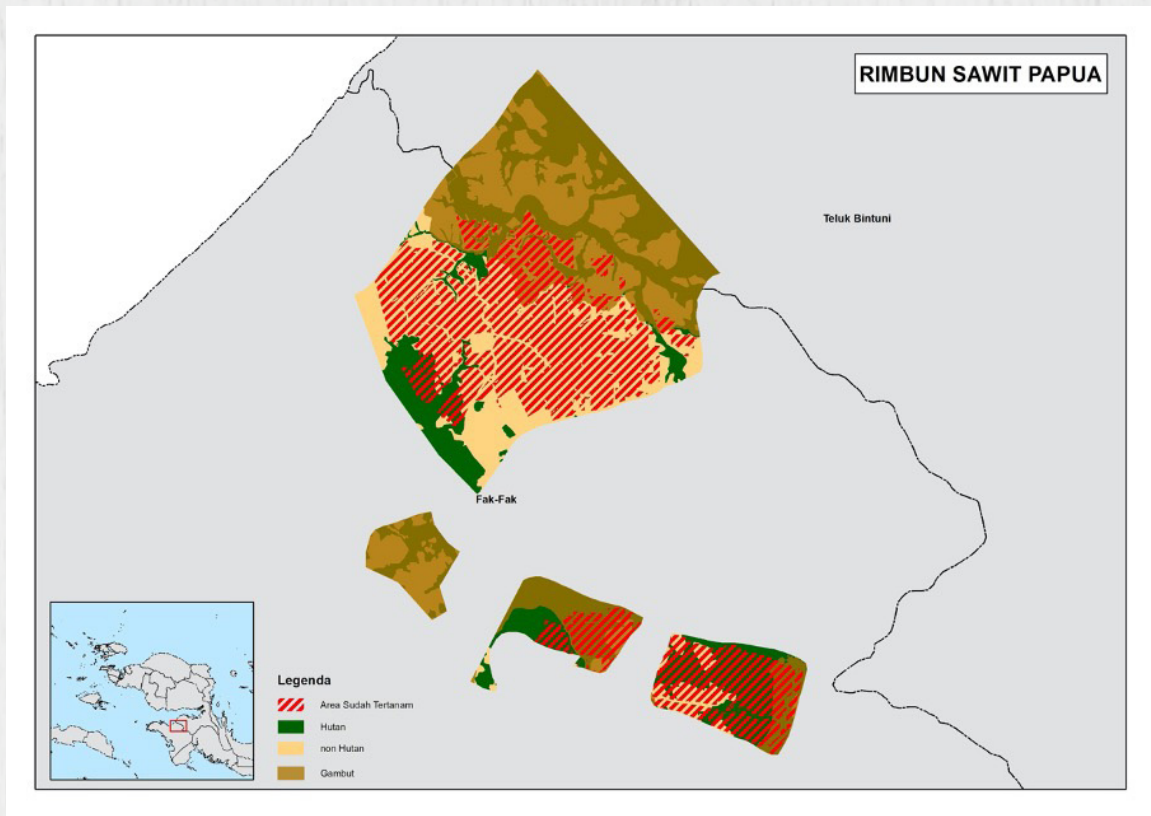 RIMBUN SAWIT PAPUA
Teluk Bintuni
Fak-Fak
Legenda
Area Sudah Tertanam
Hutan
non Hutan
Gambut